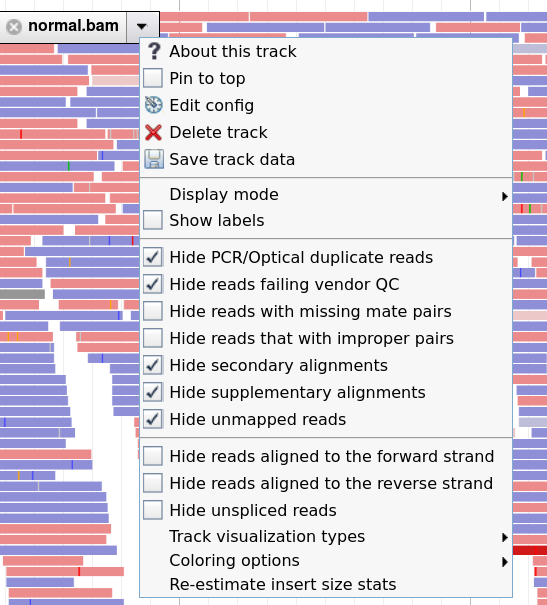 normal.bam
About this track
Pin to top
Edit config
Delete track
Save track data
Display mode
Show labels
Hide PCR/Optical duplicate reads
Hide reads failing vendor QC
Hide reads with missing mate pairs
Hide reads that with improper pairs
Hide secondary alignments
Hide supplementary alignments
Hide unmapped reads
Hide reads aligned to the forward strand
Hide reads aligned to the reverse strand
Hide unspliced reads
Track visualization types
Coloring options
Re-estimate insert size stats